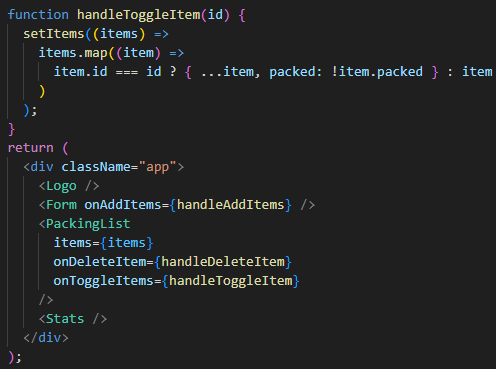 function handleToggleItem(id) {
setItems((items) =>
items.map((item) =>
item.id === id ? { ...item, packed: !item.packed } : item
)
);
}
return (
<div className="app">
<Logo />
<Form onAddItems={handleAddItems} />
<PackingList
items={items}
onDeleteItem={handleDeleteItem}
onToggleItems={handleToggleItem}
/>
<Stats />
</div>
);